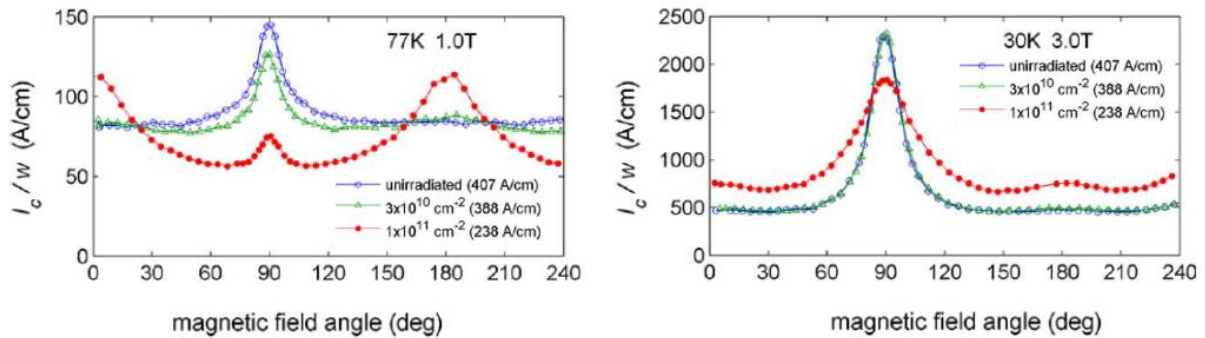 77K 1.0T
I_c / w (A/cm)
150
100
50
0
unirradiated (407 A/cm)
3x10^10 cm^-2 (388 A/cm)
1x10^11 cm^-2 (238 A/cm)
0 30 60 90 120 150 180 210 240
magnetic field angle (deg)
30K 3.0T
I_c / w (A/cm)
2500
2000
1500
1000
500
0
unirradiated (407 A/cm)
3x10^10 cm^-2 (388 A/cm)
1x10^11 cm^-2 (238 A/cm)
0 30 60 90 120 150 180 210 240
magnetic field angle (deg)